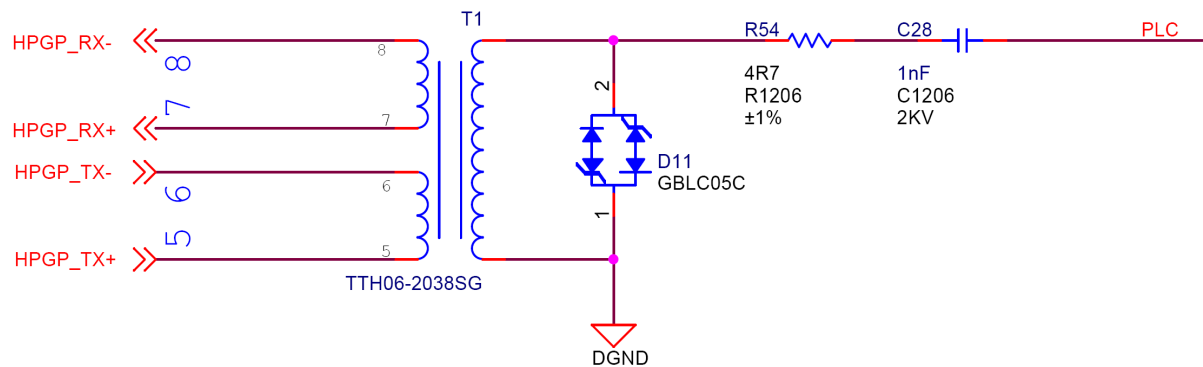 T1
HPGP_RX-
8
8
R54
C28
PLC
4R7
R1206
±1%
1nF
C1206
2KV
2
7
HPGP_RX+
7
D11
GBLC05C
HPGP_TX-
6
6
1
5
HPGP_TX+
5
TTH06-2038SG
DGND